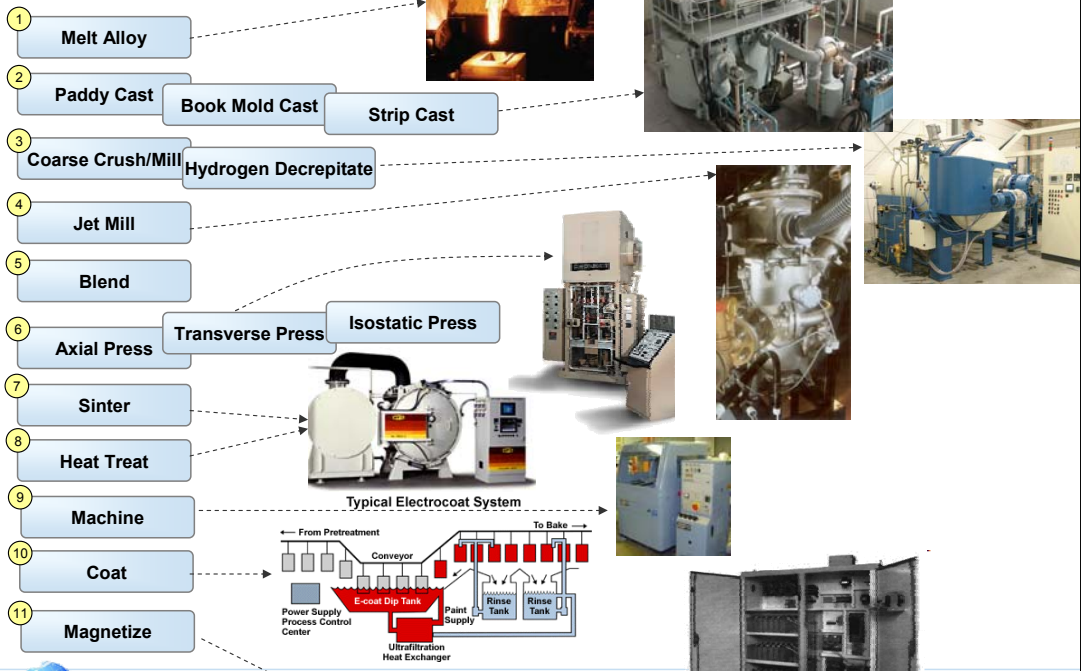 1
Melt Alloy
2
Paddy Cast
Book Mold Cast
Strip Cast
3
Coarse Crush/Mill
Hydrogen Decrepitate
4
Jet Mill
5
Blend
6
Axial Press
Transverse Press
Isostatic Press
7
Sinter
8
Heat Treat
9
Machine
10
Coat
11
Magnetize
Typical Electrocoat System
From Pretreatment
To Bake
Conveyor
E-coat Dip Tank
Rinse
Tank
Rinse
Tank
Paint
Supply
Power Supply
Process Control
Center
Ultrafiltration
Heat Exchanger